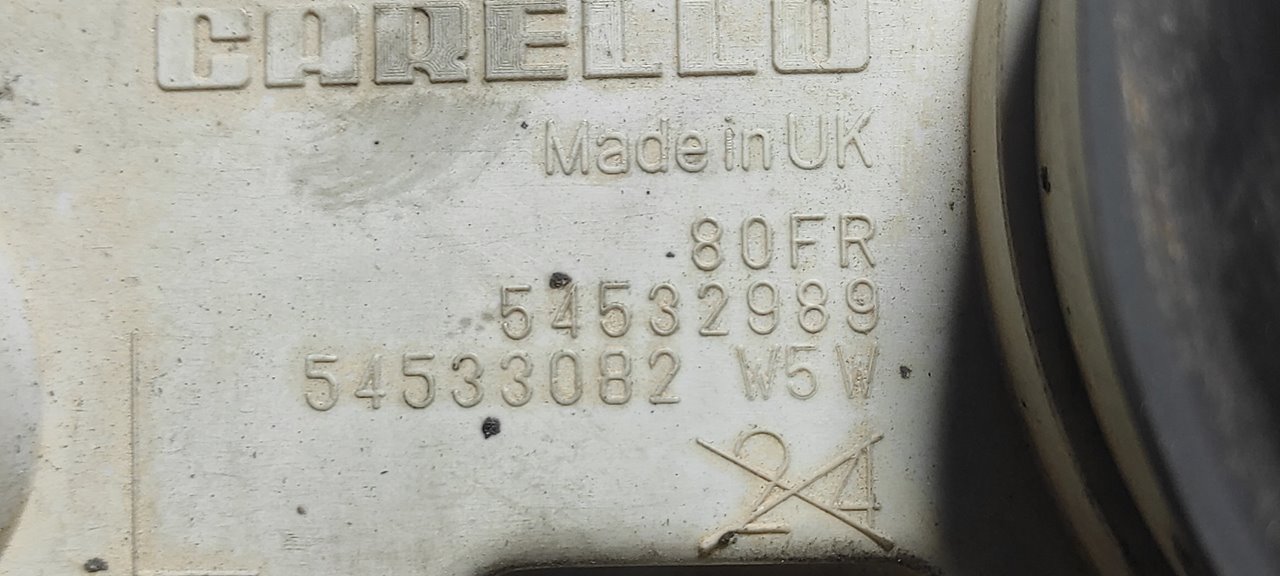 CARELLO
Made in UK
80FR
54532989
54533082 W5W
24